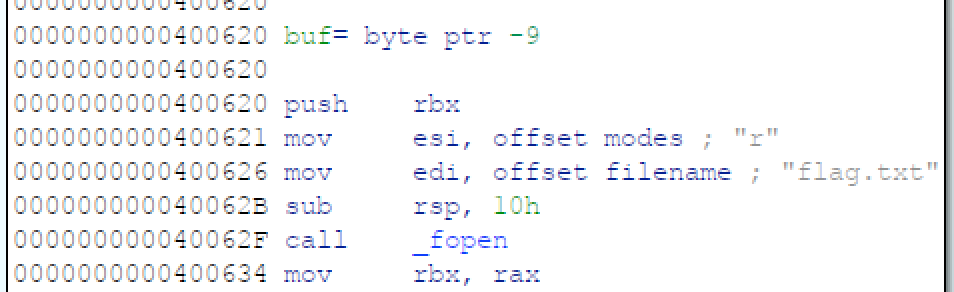 0000000000400620
0000000000400620 buf= byte ptr -9
0000000000400620
0000000000400620 push    rbx
0000000000400621 mov     esi, offset modes ; "r"
0000000000400626 mov     edi, offset filename ; "flag.txt"
000000000040062B sub     rsp, 10h
000000000040062F call    _fopen
0000000000400634 mov     rbx, rax